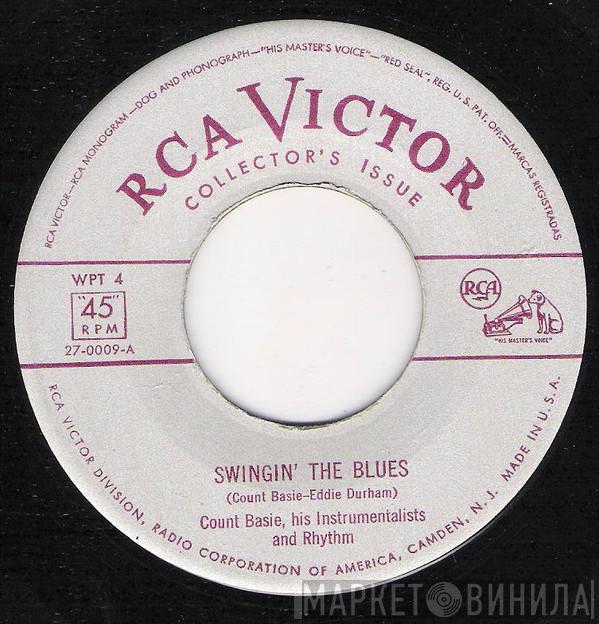 RCA VICTOR—RCA MONOGRAM—DOG AND PHONOGRAPH—"HIS MASTER'S VOICE"—"RED SEAL", REG. U. S. PAT. OFF.—MARCAS REGISTRADAS
RCA VICTOR
COLLECTOR'S ISSUE
WPT 4
"45"
RPM
27-0009-A
RCA
"HIS MASTER'S VOICE"
SWINGIN' THE BLUES
(Count Basie–Eddie Durham)
Count Basie, his Instrumentalists
and Rhythm
RCA VICTOR DIVISION, RADIO CORPORATION OF AMERICA, CAMDEN, N. J. MADE IN U. S. A.
МАРКЕТ ВИНИЛА